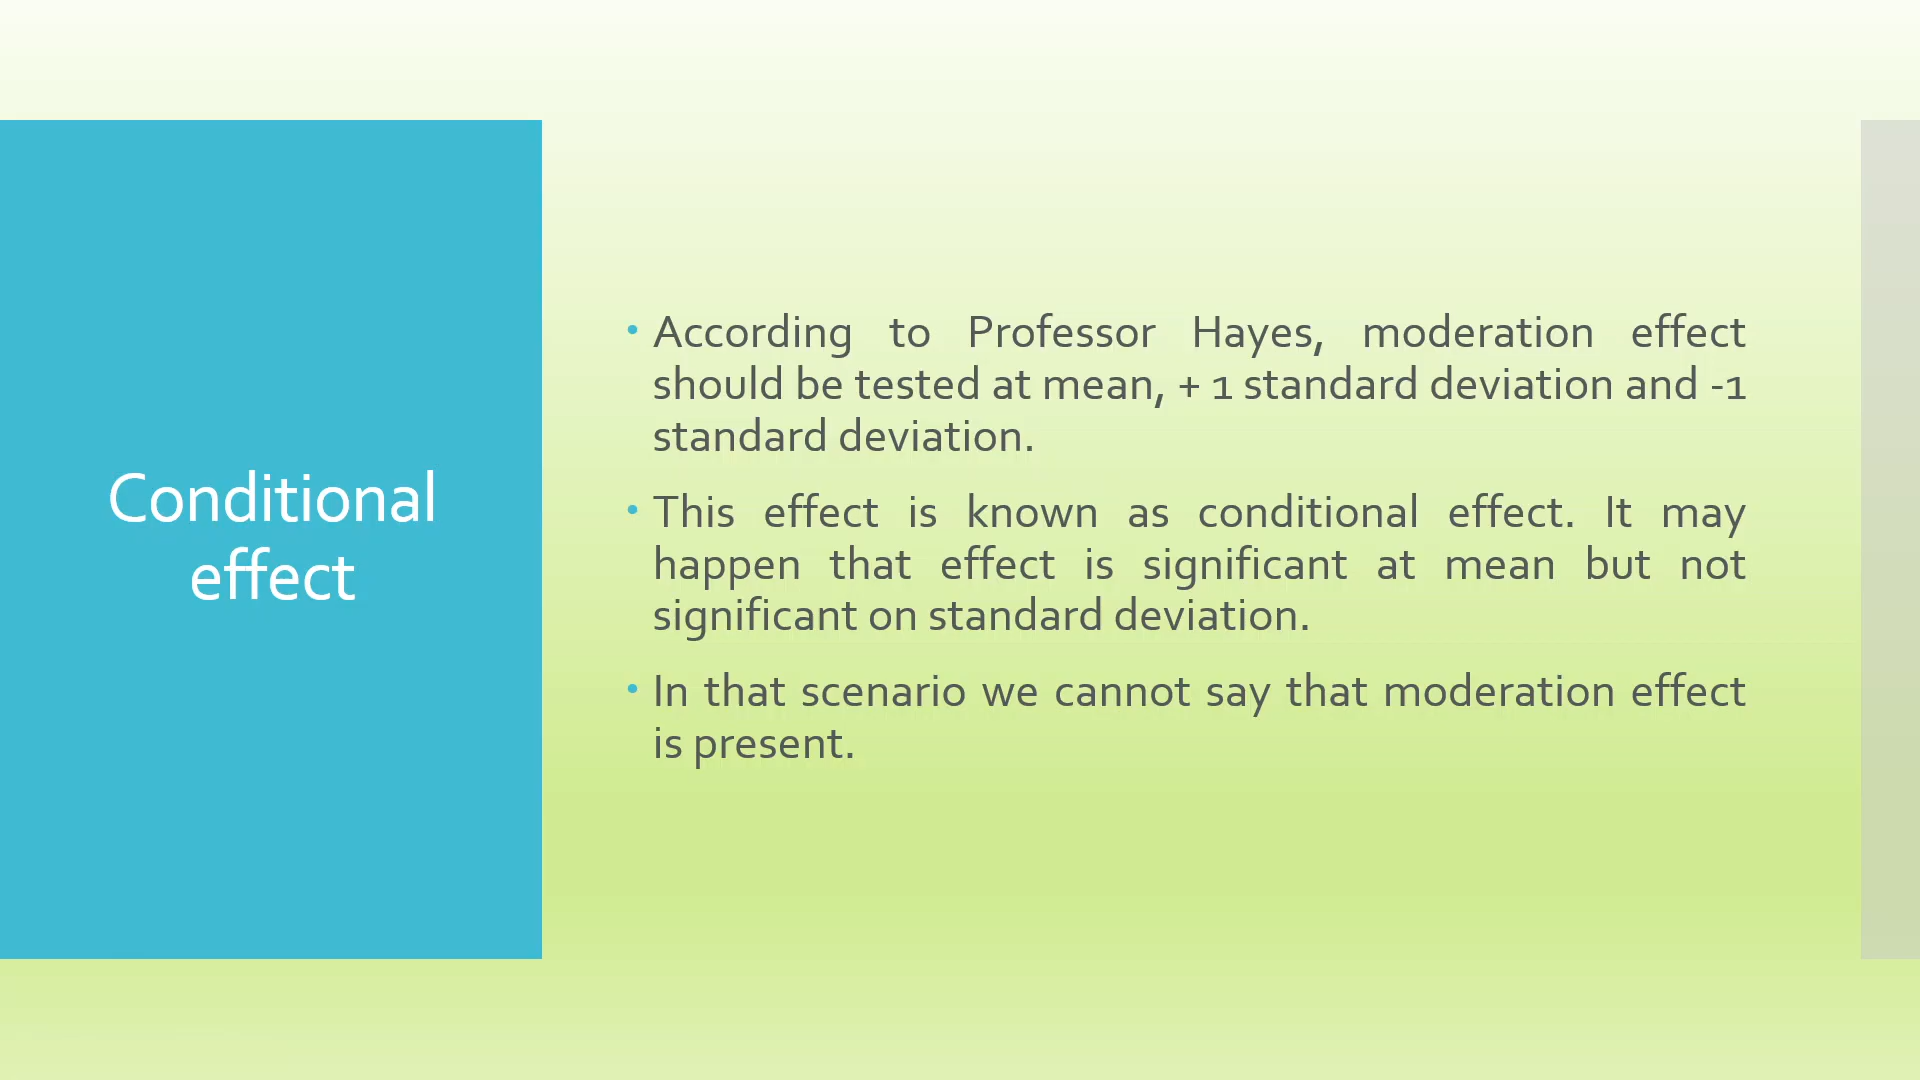 Conditional
effect
• According to Professor Hayes, moderation effect
should be tested at mean, + 1 standard deviation and -1
standard deviation.
• This effect is known as conditional effect. It may
happen that effect is significant at mean but not
significant on standard deviation.
• In that scenario we cannot say that moderation effect
is present.